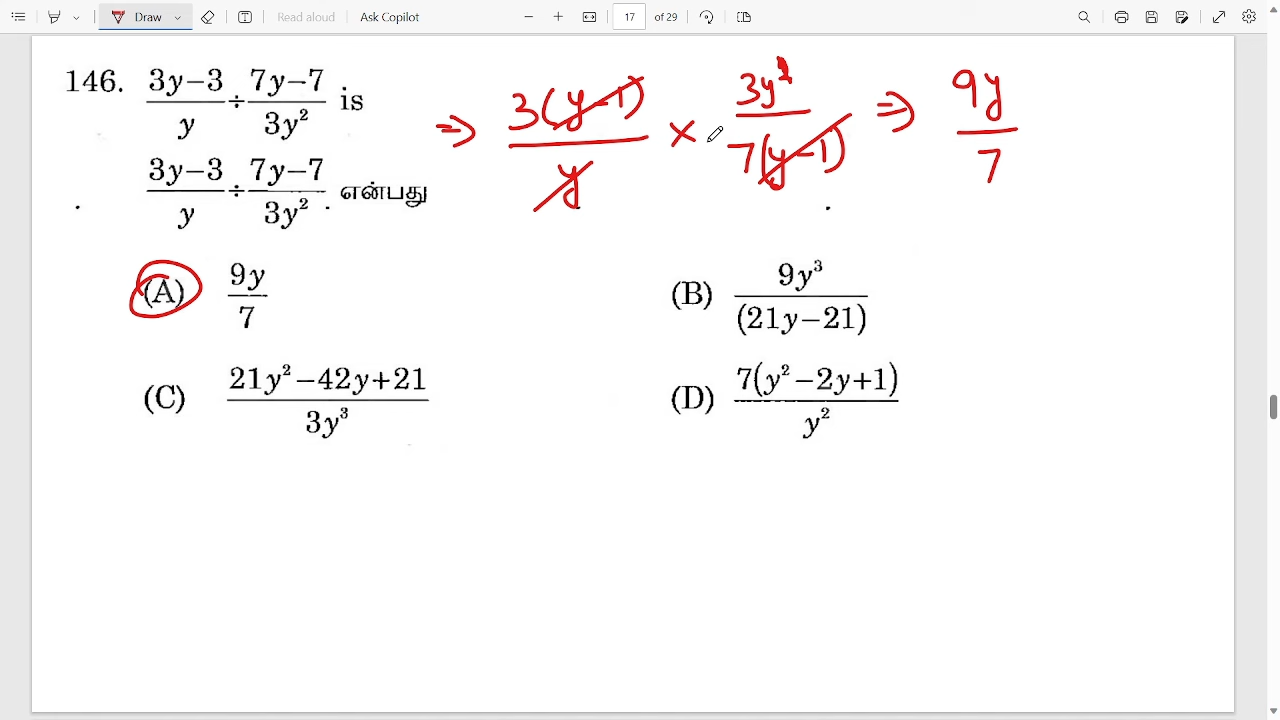 Draw
Read aloud
Ask Copilot
17 of 29
146. (3y−3)/y ÷ (7y−7)/3y² is
(3y−3)/y ÷ (7y−7)/3y² என்பது
⇒ 3(y−1)/y × 3y²/7(y−1) ⇒ 9y/7
(A) 9y/7
(B) 9y³/(21y−21)
(C) (21y²−42y+21)/3y³
(D) 7(y²−2y+1)/y²